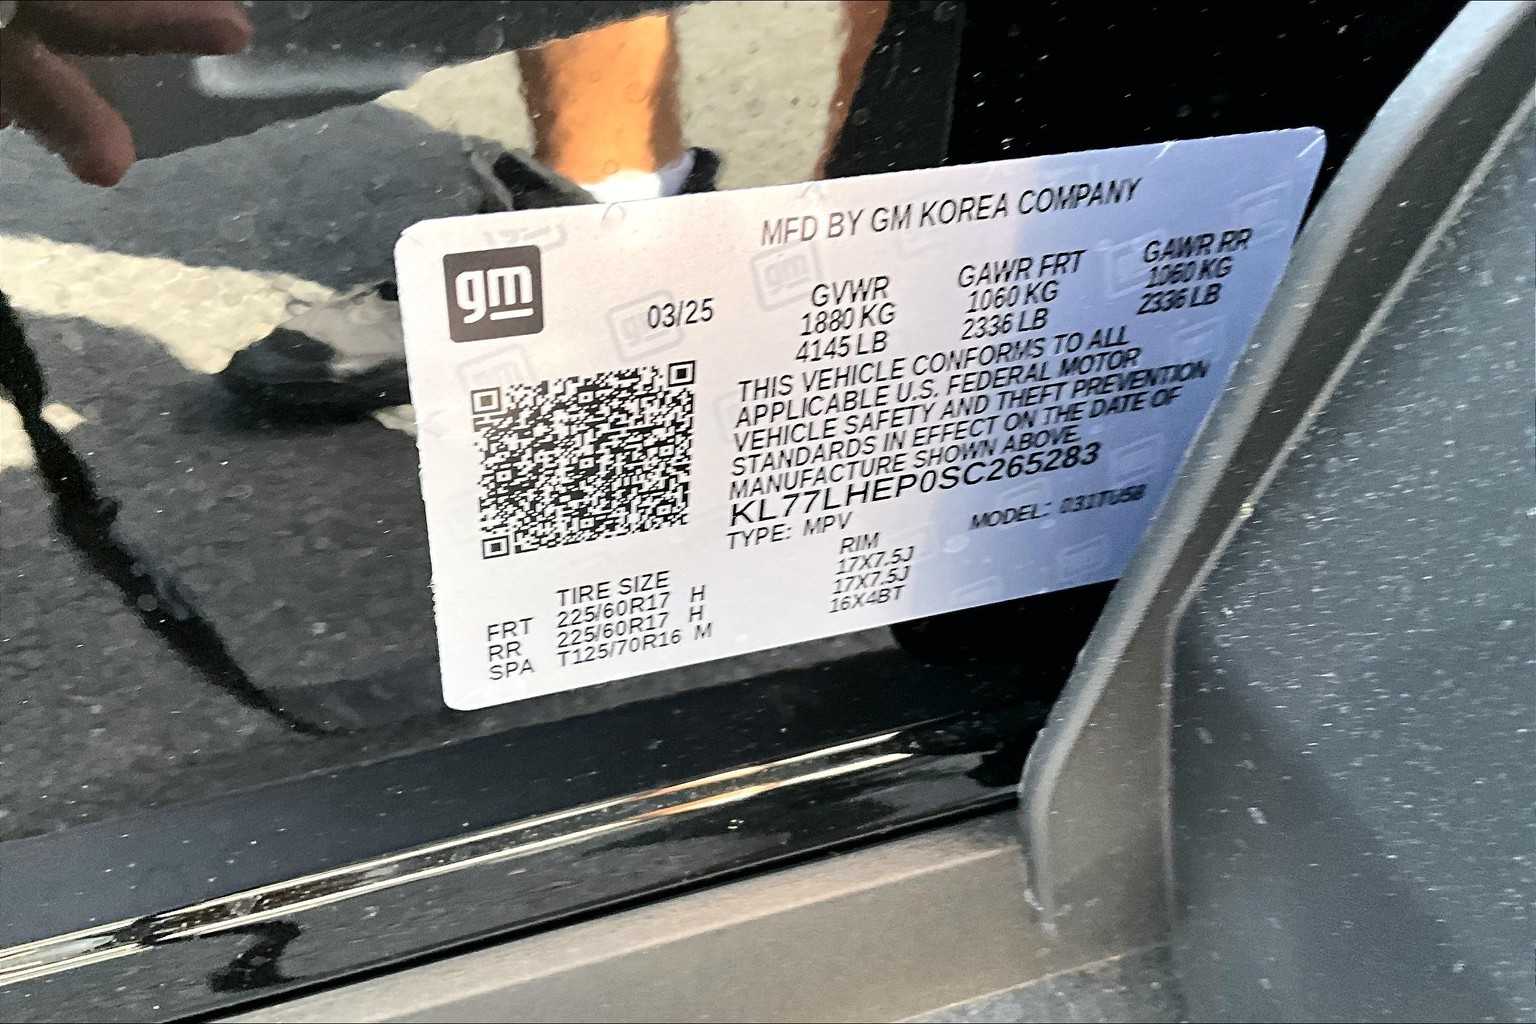 gm
MFD BY GM KOREA COMPANY
03/25
GVWR GAWR FRT GAWR RR
1880 KG 1060 KG 1060 KG
4145 LB 2336 LB 2336 LB
THIS VEHICLE CONFORMS TO ALL
APPLICABLE U.S. FEDERAL MOTOR
VEHICLE SAFETY AND THEFT PREVENTION
STANDARDS IN EFFECT ON THE DATE OF
MANUFACTURE SHOWN ABOVE.
KL77LHEP0SC265283
TYPE: MPV MODEL: 031TU58
TIRE SIZE RIM
FRT 225/60R17 H 17X7.5J
RR 225/60R17 H 17X7.5J
SPA T125/70R16 M 16X4BT